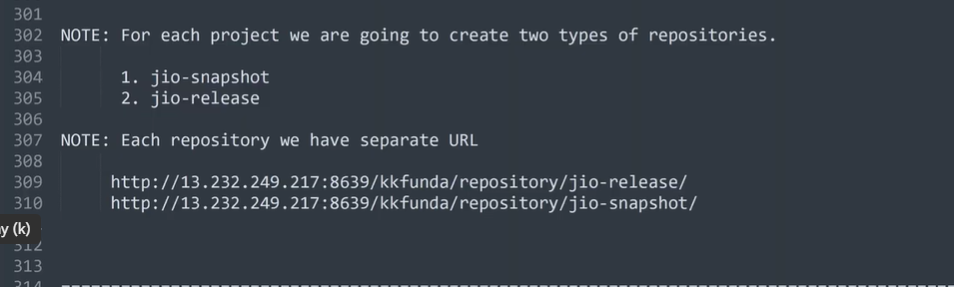 301
302 NOTE: For each project we are going to create two types of repositories.
303
304 1. jio-snapshot
305 2. jio-release
306
307 NOTE: Each repository we have separate URL
308
309 http://13.232.249.217:8639/kkfunda/repository/jio-release/
310 http://13.232.249.217:8639/kkfunda/repository/jio-snapshot/
y (k)
312
313
314 --------------------------------------------------------------------------------